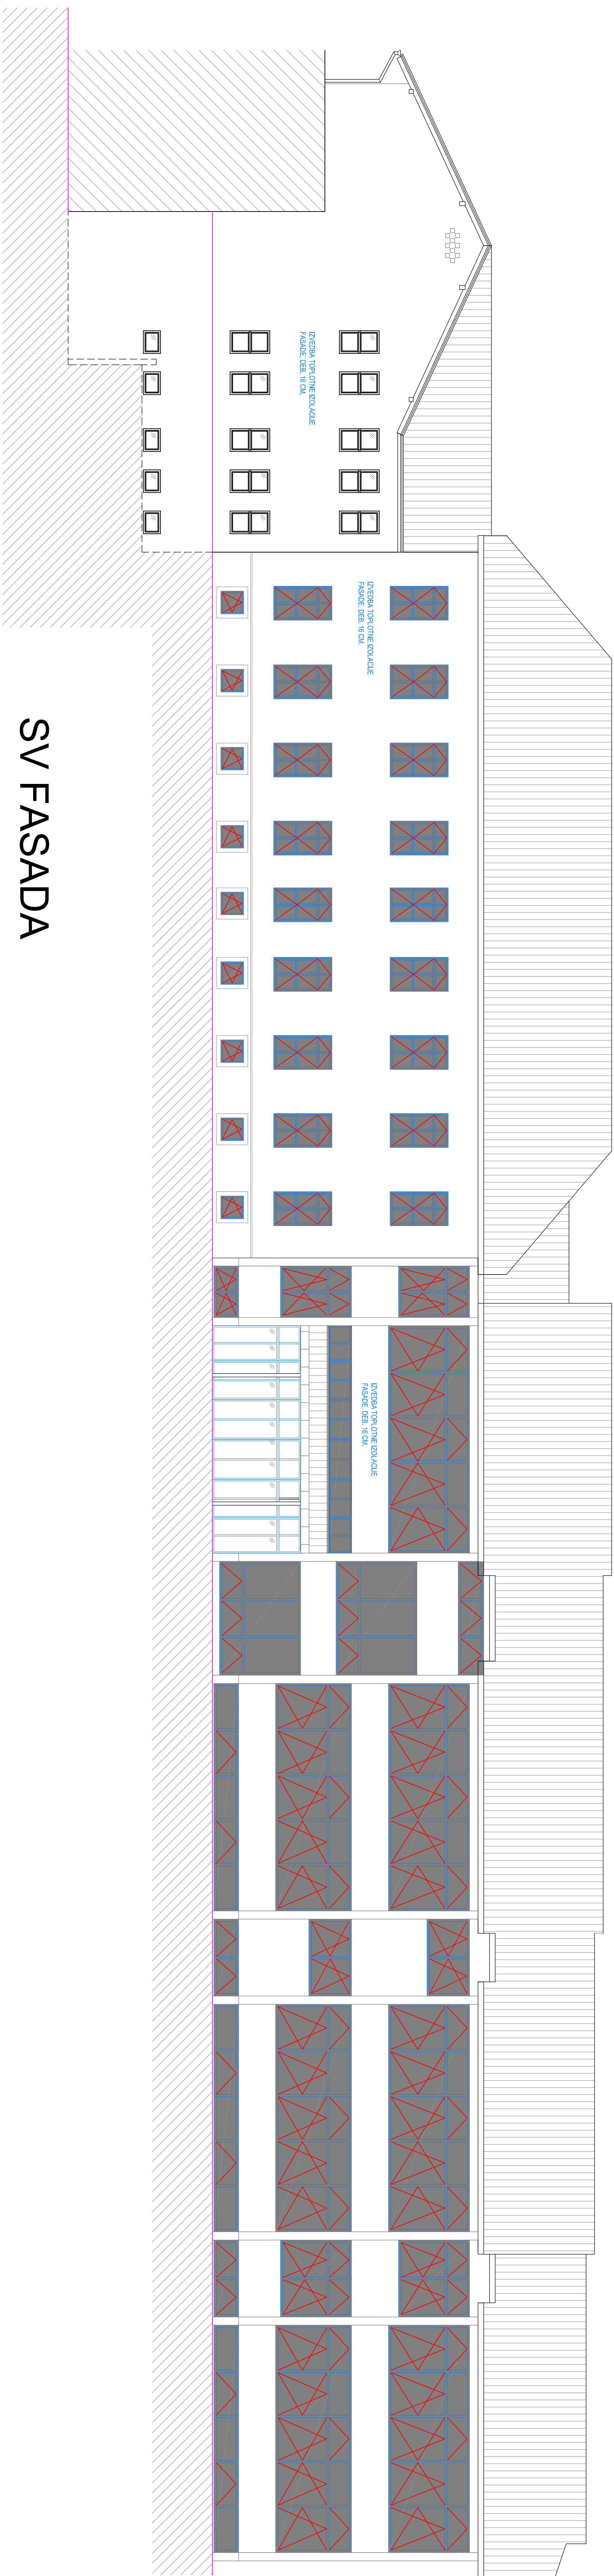 IZVEDBA TOPLOTNE IZOLACIJE
FASADE, DEB. 16 CM.
IZVEDBA TOPLOTNE IZOLACIJE
FASADE, DEB. 16 CM.
IZVEDBA TOPLOTNE IZOLACIJE
FASADE, DEB. 16 CM.
SV FASADA